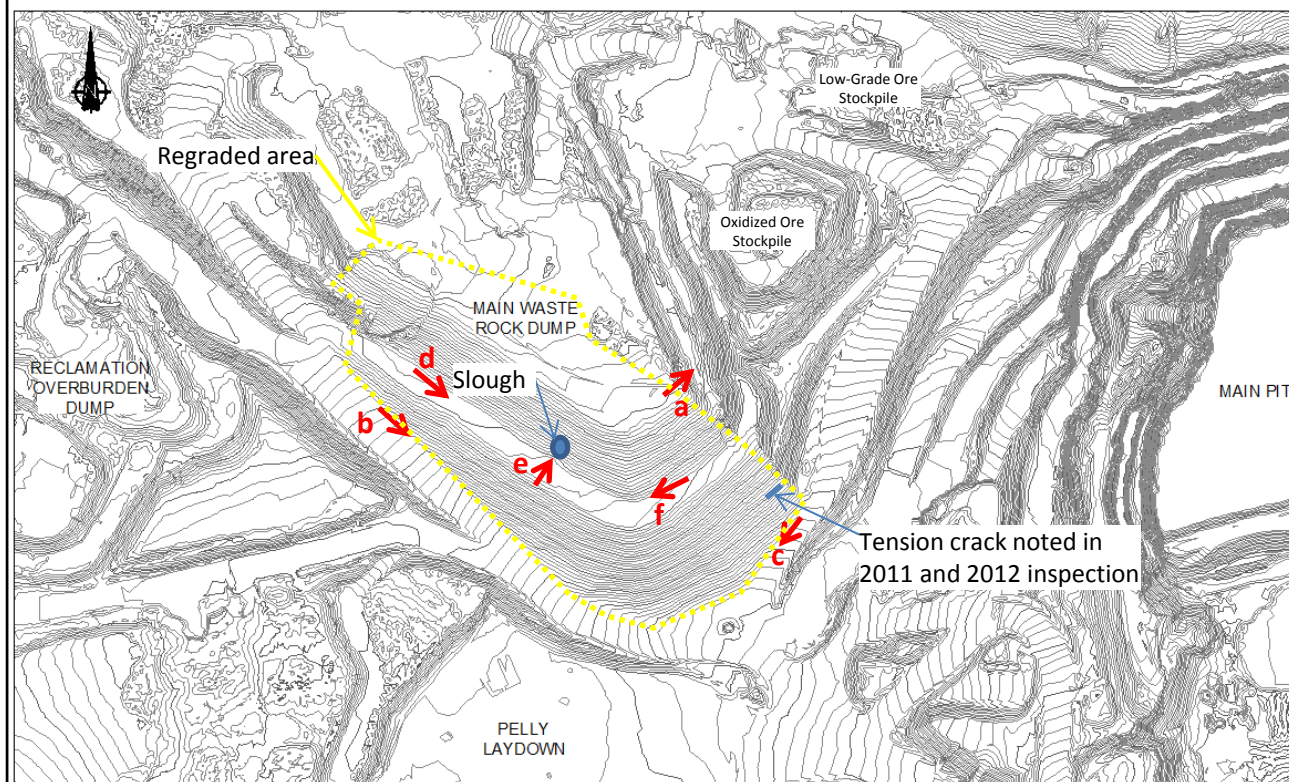 Low-Grade Ore
Stockpile
Regraded area
Oxidized Ore
Stockpile
MAIN WASTE
ROCK DUMP
RECLAMATION
OVERBURDEN
DUMP
MAIN PIT
d
Slough
a
b
e
f
c
Tension crack noted in
2011 and 2012 inspection
PELLY
LAYDOWN